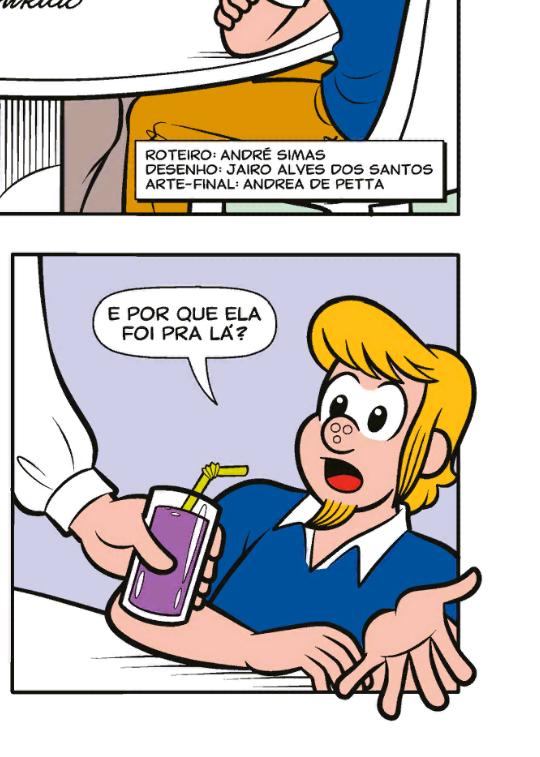 ROTEIRO: ANDRÉ SIMAS
DESENHO: JAIRO ALVES DOS SANTOS
ARTE-FINAL: ANDREA DE PETTA
E POR QUE ELA
FOI PRA LÁ?